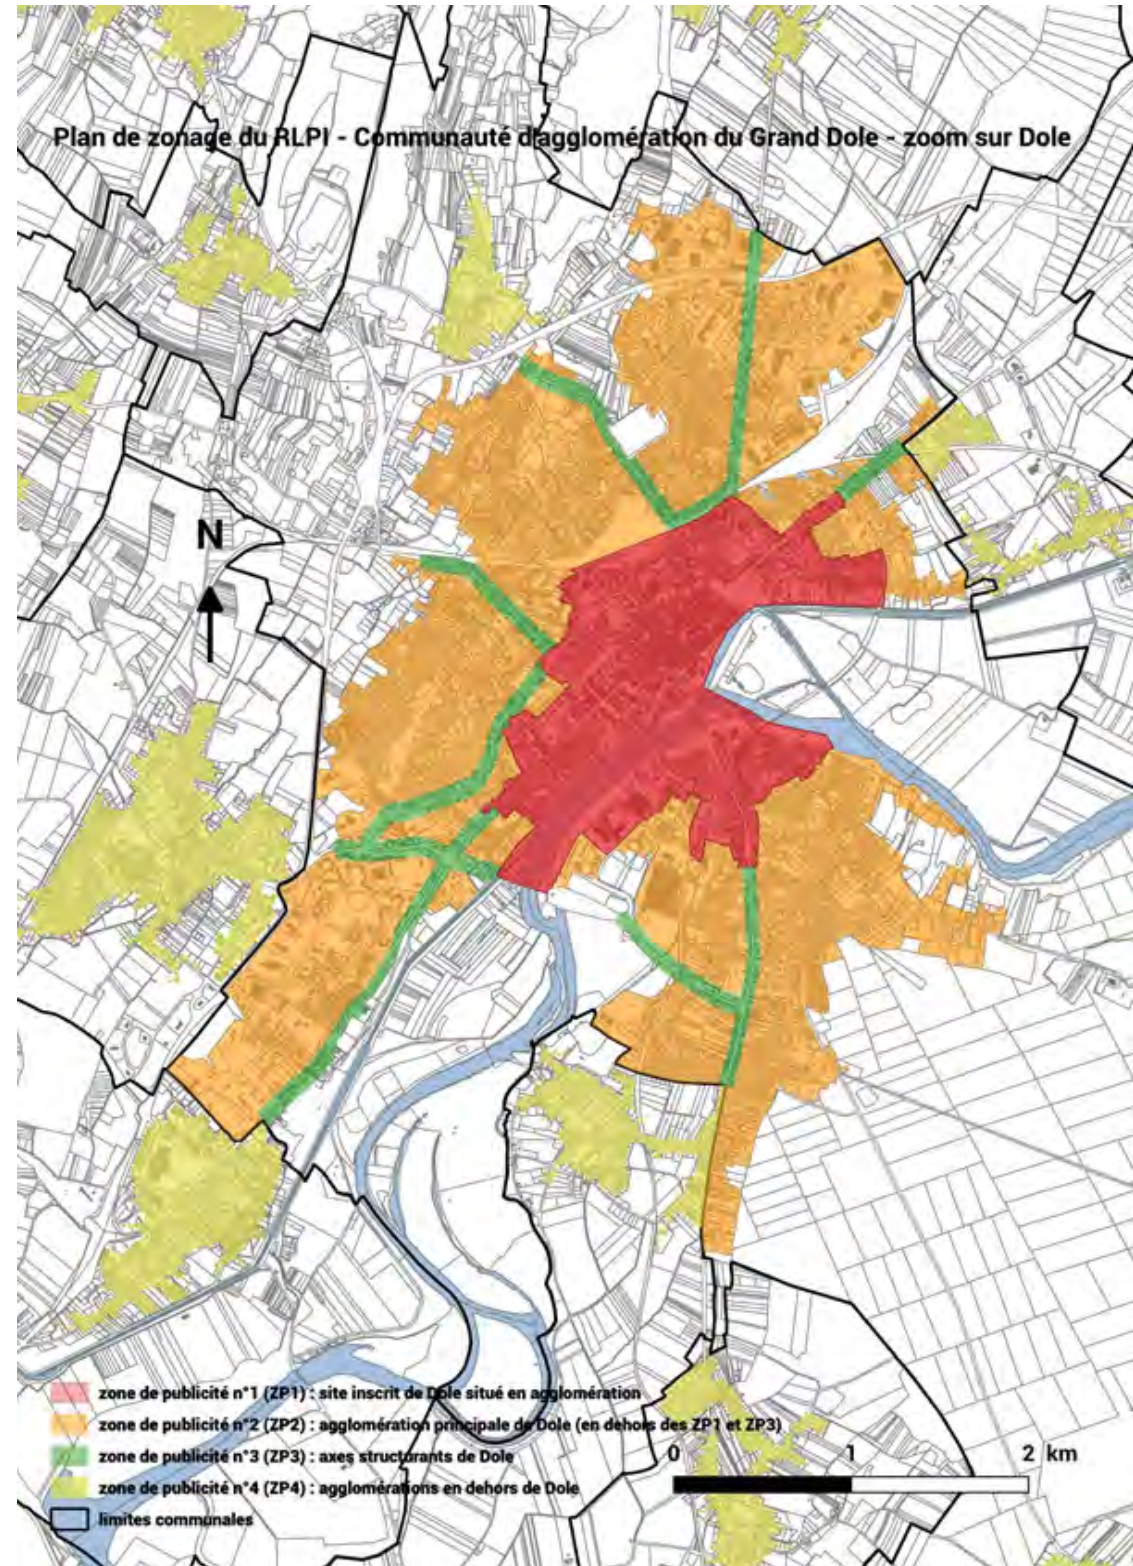 Plan de zonage du RLPI - Communauté d'agglomération du Grand Dole - zoom sur Dole
N
zone de publicité n°1 (ZP1) : site inscrit de Dole situé en agglomération
zone de publicité n°2 (ZP2) : agglomération principale de Dole (en dehors des ZP1 et ZP3)
zone de publicité n°3 (ZP3) : axes structurants de Dole
zone de publicité n°4 (ZP4) : agglomérations en dehors de Dole
limites communales
0 1 2 km